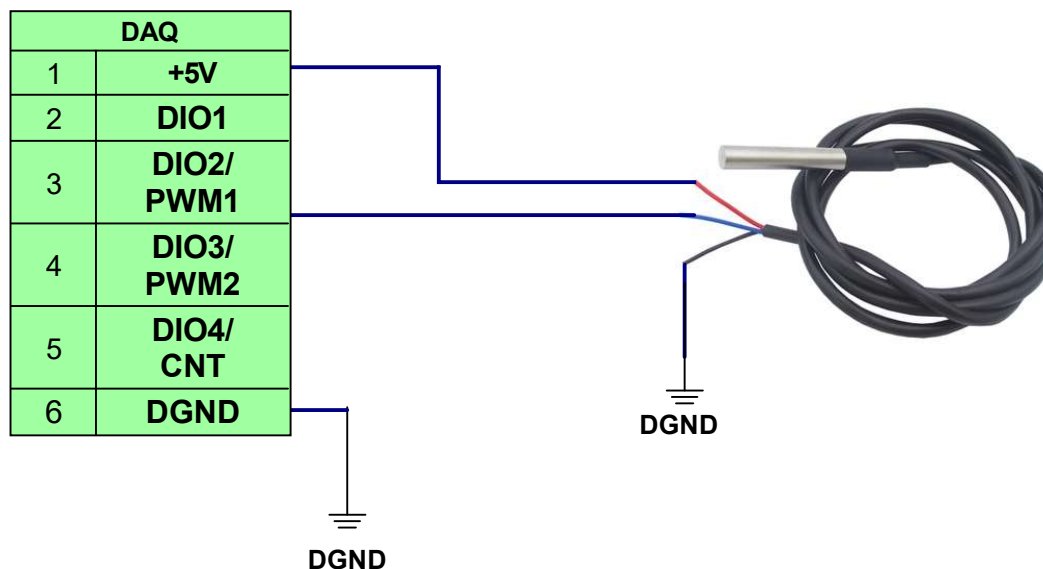 DAQ
1 +5V
2 DIO1
3 DIO2/
PWM1
4 DIO3/
PWM2
5 DIO4/
CNT
6 DGND
DGND
DGND